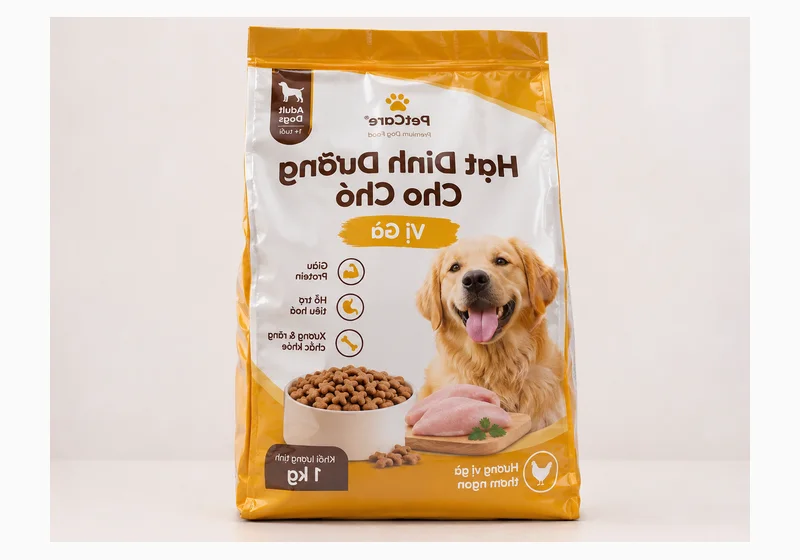 PetCare®
Premium Dog Food
Adult
Dogs
1+ tuổi
Hạt Dinh Dưỡng
Cho Chó
Vị Gà
Giàu
Protein
Hỗ trợ
tiêu hoá
Xương & răng
chắc khỏe
Khối lượng tịnh
1 kg
Hương vị gà
thơm ngon